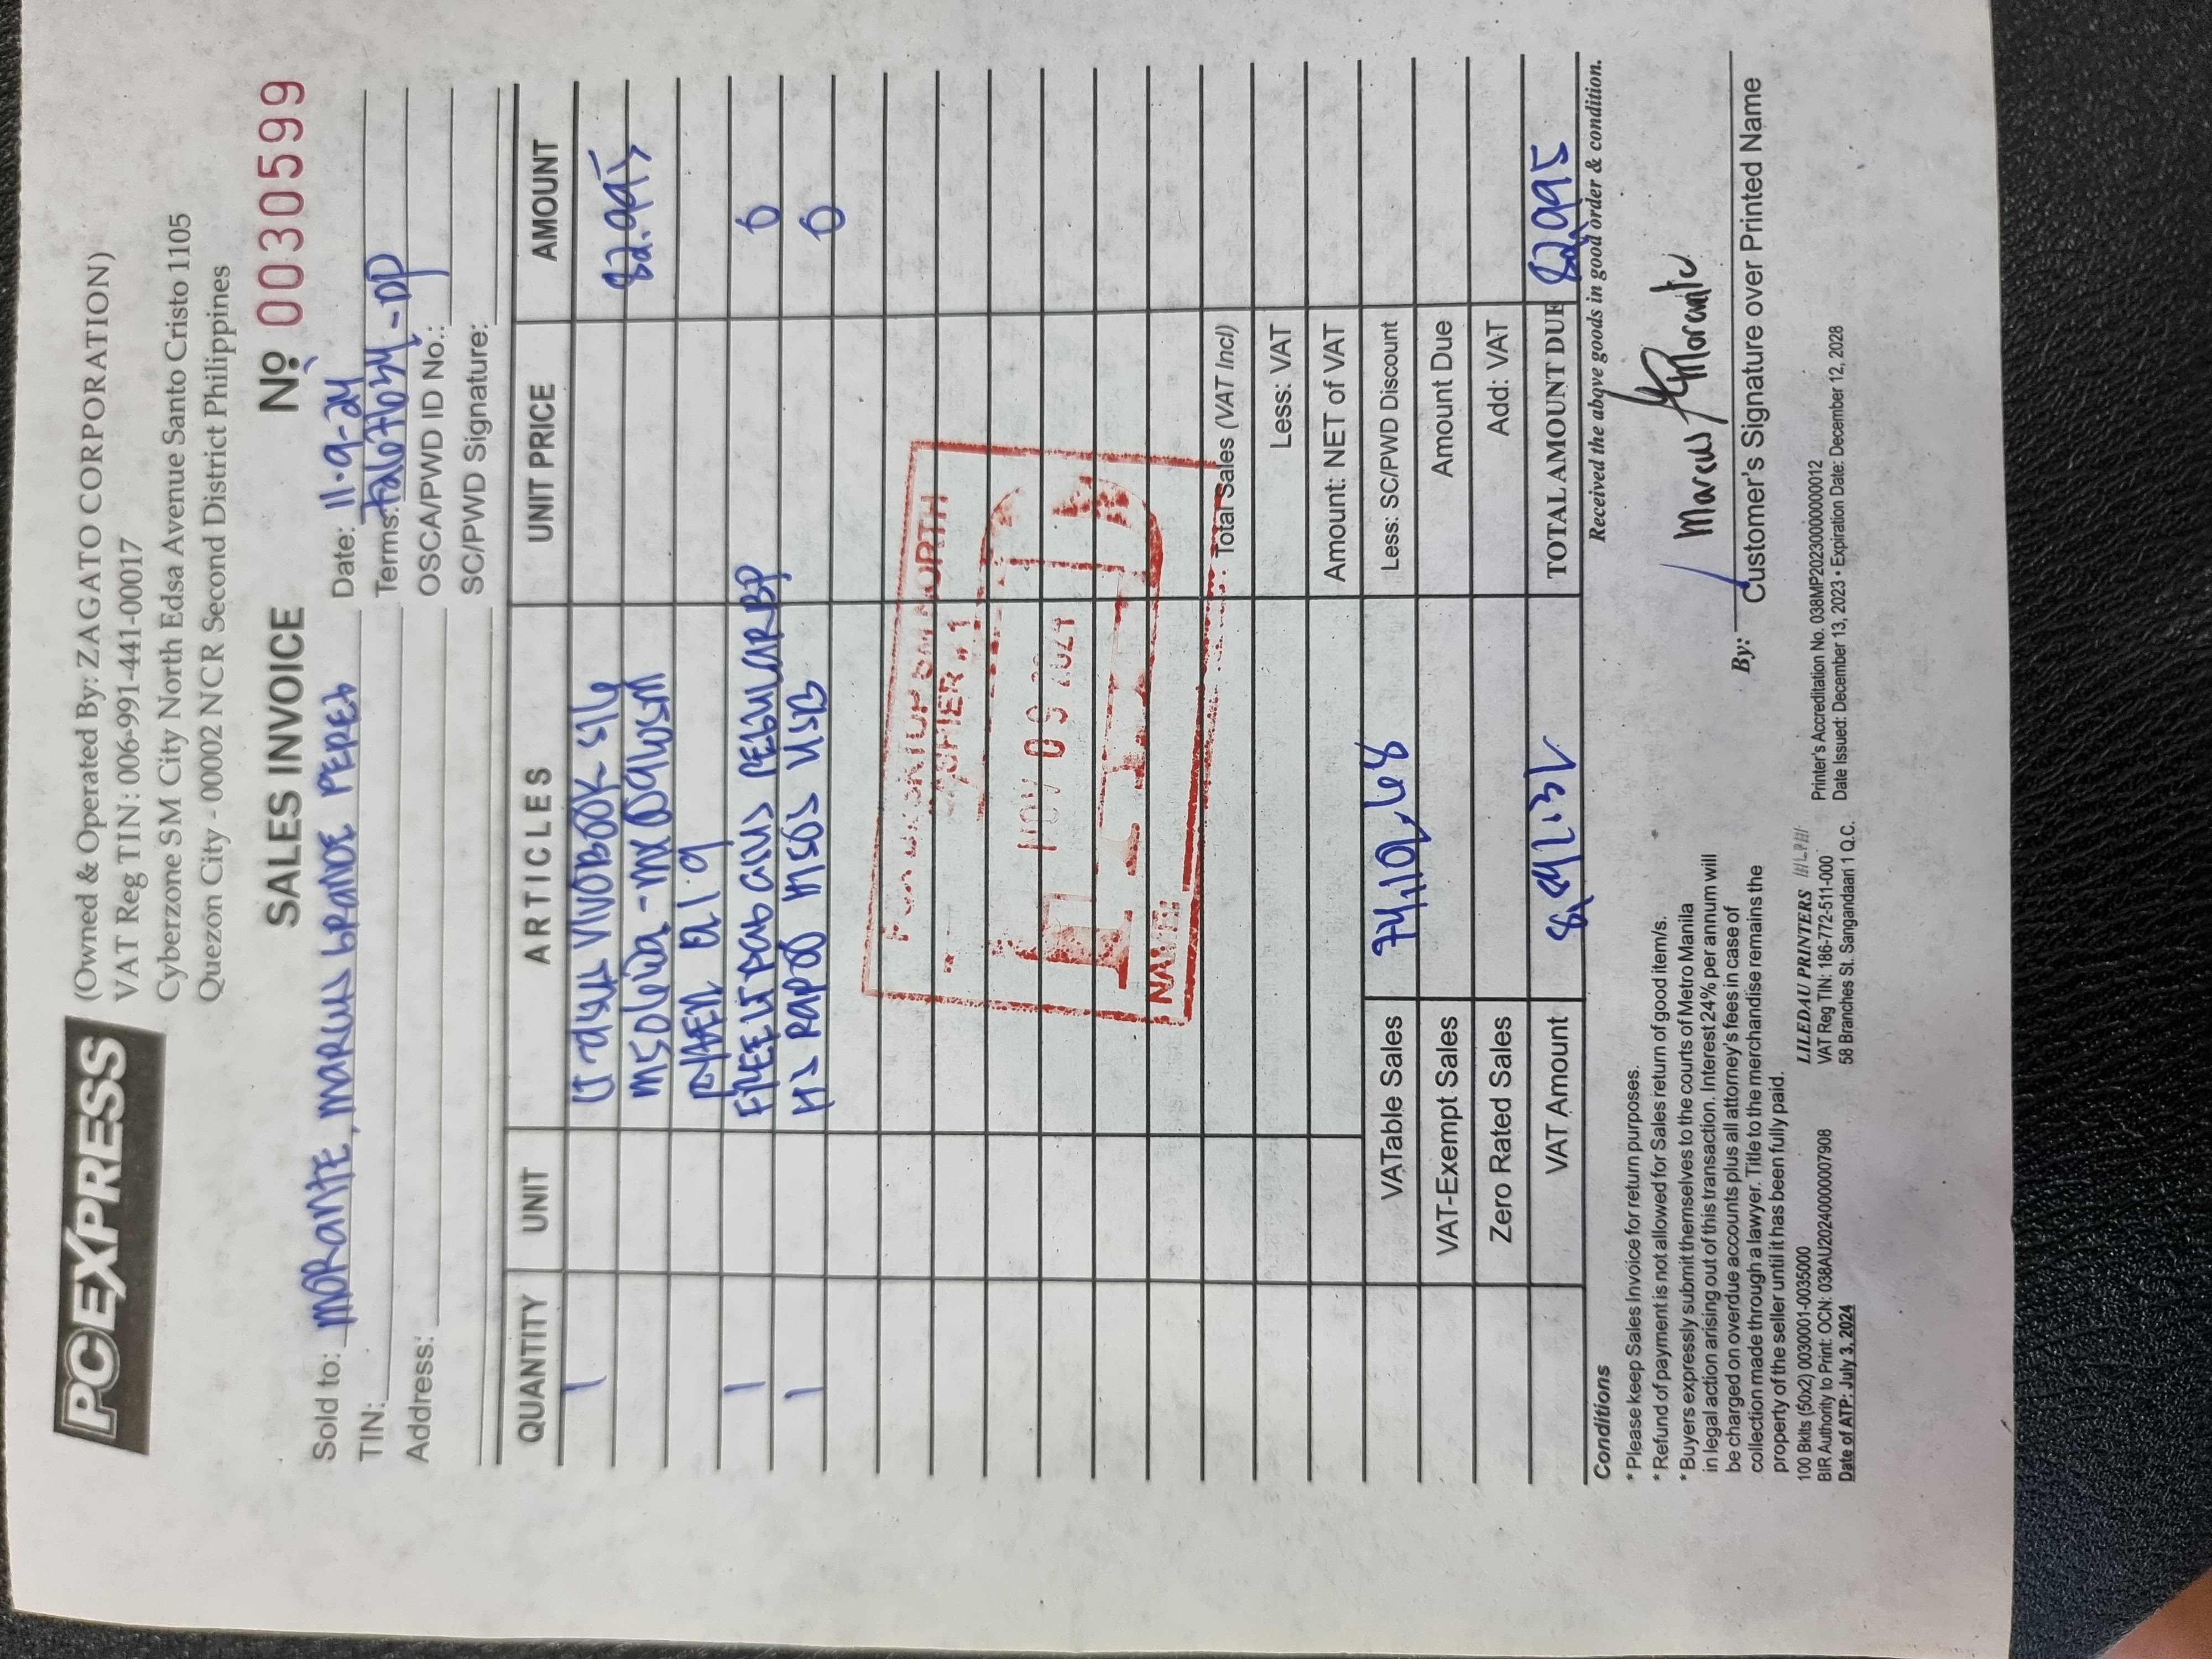 PCEXPRESS
(Owned & Operated By: ZAGATO CORPORATION)
VAT Reg TIN: 006-991-441-00017
Cyberzone SM City North Edsa Avenue Santo Cristo 1105
Quezon City - 00002 NCR Second District Philippines
SALES INVOICE
Nº 0030599
Sold to: MORANTE, MARCUS GRANDE PEREZ
Date: 11-9-24
TIN:
Terms: 7267634-DP
Address:
OSCA/PWD ID No.:
SC/PWD Signature:
QUANTITY UNIT ARTICLES UNIT PRICE AMOUNT
1 LT ASUS VIVOBOOK S16 82,995
RYZEN AI 9
1 FREE LT BAG ASUS REGULAR BP 0
1 HS RAPOO USB 0
FOX DESKTOP SM NORTH
CASHIER # 1
PAID
NOV 09 2024
NAME:
Total Sales (VAT Incl)
Less: VAT
Amount: NET of VAT
VATable Sales 74,102.68 Less: SC/PWD Discount
VAT-Exempt Sales Amount Due
Zero Rated Sales Add: VAT
VAT Amount 8,892.32 TOTAL AMOUNT DUE 82,995
Conditions
Received the above goods in good order & condition.
* Please keep Sales Invoice for return purposes.
* Refund of payment is not allowed for Sales return of good item/s.
* Buyers expressly submit themselves to the courts of Metro Manila
in legal action arising out of this transaction. Interest 24% per annum will
be charged on overdue accounts plus all attorney's fees in case of
collection made through a lawyer. Title to the merchandise remains the
property of the seller until it has been fully paid.
Marcus Morante
By:
Customer's Signature over Printed Name
100 Bklts (50x2) 0030001-0035000
BIR Authority to Print: OCN: 038AU20240000007908
Date of ATP: July 3, 2024
LILEDAU PRINTERS
VAT Reg TIN: 186-772-511-000
58 Branches St. Sangandaan 1 Q.C.
Printer's Accreditation No. 038MP20230000000012
Date Issued: December 13, 2023 • Expiration Date: December 12, 2028